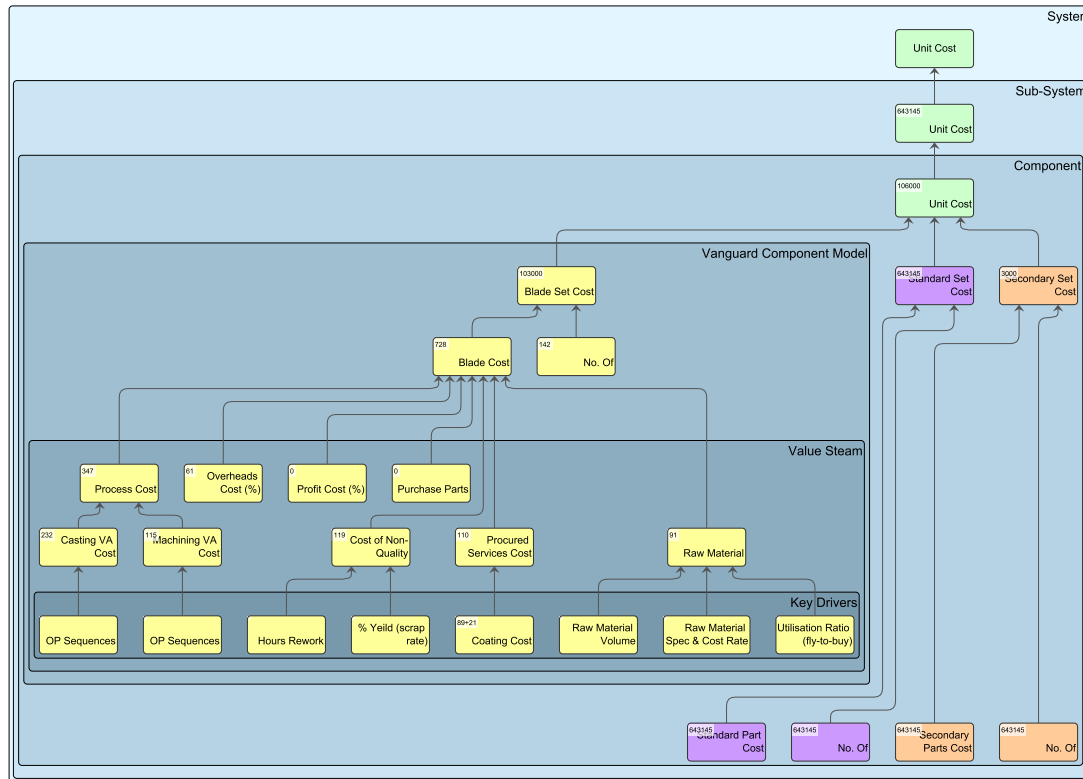 System
Unit Cost
Sub-System
643145
Unit Cost
Component
106000
Unit Cost
Vanguard Component Model
103000
Blade Set Cost
643145
Standard Set
Cost
3000
Secondary Set
Cost
728
Blade Cost
142
No. Of
Value Steam
347
Process Cost
61
Overheads
Cost (%)
0
Profit Cost (%)
0
Purchase Parts
232
Casting VA
Cost
115
Machining VA
Cost
119
Cost of Non-
Quality
110
Procured
Services Cost
91
Raw Material
Key Drivers
OP Sequences
OP Sequences
Hours Rework
% Yeild (scrap
rate)
89+21
Coating Cost
Raw Material
Volume
Raw Material
Spec & Cost Rate
Utilisation Ratio
(fly-to-buy)
643145
Standard Part
Cost
643145
No. Of
643145
Secondary
Parts Cost
643145
No. Of